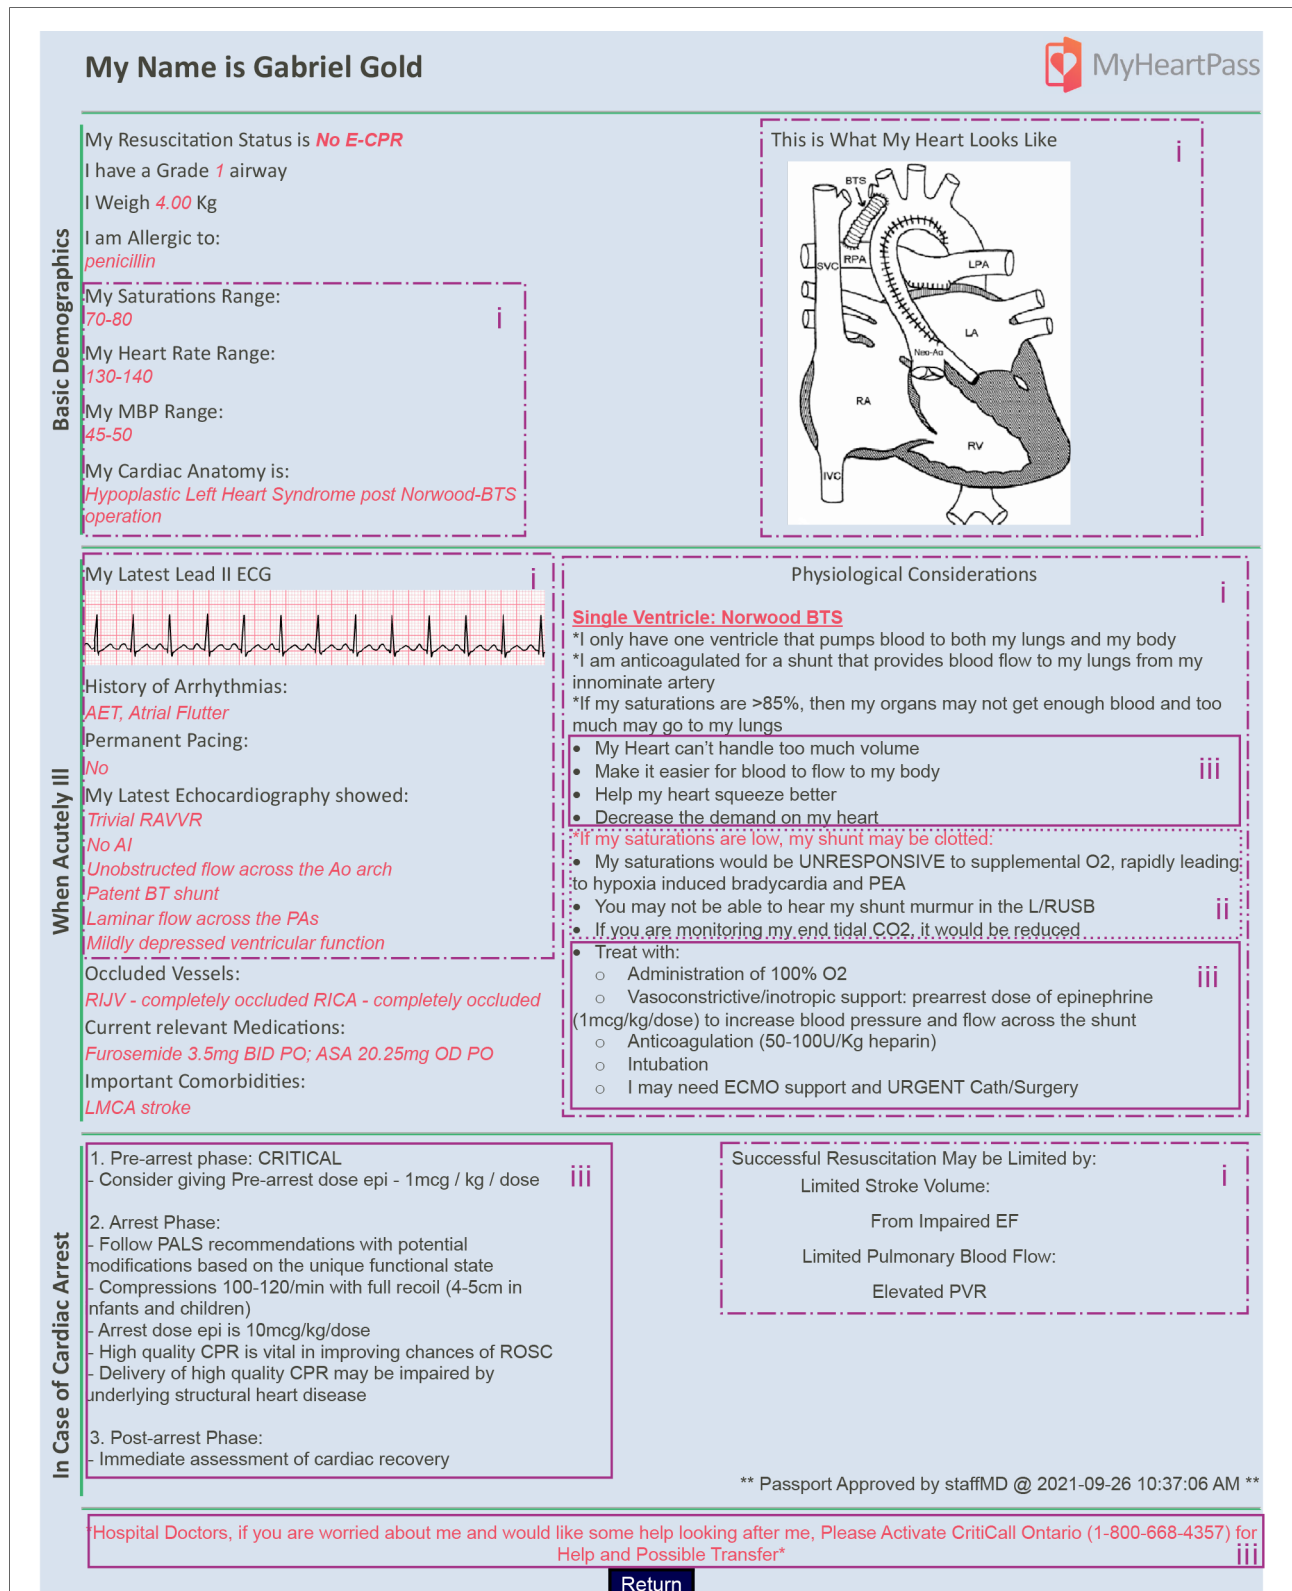 My Name is Gabriel Gold
MyHeartPass
Basic Demographics
My Resuscitation Status is No E-CPR
I have a Grade 1 airway
I Weigh 4.00 Kg
I am Allergic to:
penicillin
My Saturations Range:
i
70-80
My Heart Rate Range:
130-140
My MBP Range:
45-50
My Cardiac Anatomy is:
Hypoplastic Left Heart Syndrome post Norwood-BTS
operation
This is What My Heart Looks Like
i
BTS
SVC
RPA
LPA
LA
Neo-Ao
RA
RV
IVC
When Acutely Ill
My Latest Lead II ECG
i
History of Arrhythmias:
AET, Atrial Flutter
Permanent Pacing:
No
My Latest Echocardiography showed:
Trivial RAVVR
No AI
Unobstructed flow across the Ao arch
Patent BT shunt
Laminar flow across the PAs
Mildly depressed ventricular function
Occluded Vessels:
RIJV - completely occluded RICA - completely occluded
Current relevant Medications:
Furosemide 3.5mg BID PO; ASA 20.25mg OD PO
Important Comorbidities:
LMCA stroke
Physiological Considerations
i
Single Ventricle: Norwood BTS
*I only have one ventricle that pumps blood to both my lungs and my body
*I am anticoagulated for a shunt that provides blood flow to my lungs from my
innominate artery
*If my saturations are >85%, then my organs may not get enough blood and too
much may go to my lungs
• My Heart can’t handle too much volume
• Make it easier for blood to flow to my body
iii
• Help my heart squeeze better
• Decrease the demand on my heart
*If my saturations are low, my shunt may be clotted:
• My saturations would be UNRESPONSIVE to supplemental O2, rapidly leading
to hypoxia induced bradycardia and PEA
• You may not be able to hear my shunt murmur in the L/RUSB
ii
• If you are monitoring my end tidal CO2, it would be reduced
• Treat with:
iii
○ Administration of 100% O2
○ Vasoconstrictive/inotropic support: prearrest dose of epinephrine
(1mcg/kg/dose) to increase blood pressure and flow across the shunt
○ Anticoagulation (50-100U/Kg heparin)
○ Intubation
○ I may need ECMO support and URGENT Cath/Surgery
In Case of Cardiac Arrest
1. Pre-arrest phase: CRITICAL
- Consider giving Pre-arrest dose epi - 1mcg / kg / dose
iii
2. Arrest Phase:
- Follow PALS recommendations with potential
modifications based on the unique functional state
- Compressions 100-120/min with full recoil (4-5cm in
infants and children)
- Arrest dose epi is 10mcg/kg/dose
- High quality CPR is vital in improving chances of ROSC
- Delivery of high quality CPR may be impaired by
underlying structural heart disease
3. Post-arrest Phase:
- Immediate assessment of cardiac recovery
Successful Resuscitation May be Limited by:
i
Limited Stroke Volume:
From Impaired EF
Limited Pulmonary Blood Flow:
Elevated PVR
** Passport Approved by staffMD @ 2021-09-26 10:37:06 AM **
*Hospital Doctors, if you are worried about me and would like some help looking after me, Please Activate CritiCall Ontario (1-800-668-4357) for
Help and Possible Transfer*
iii
Return